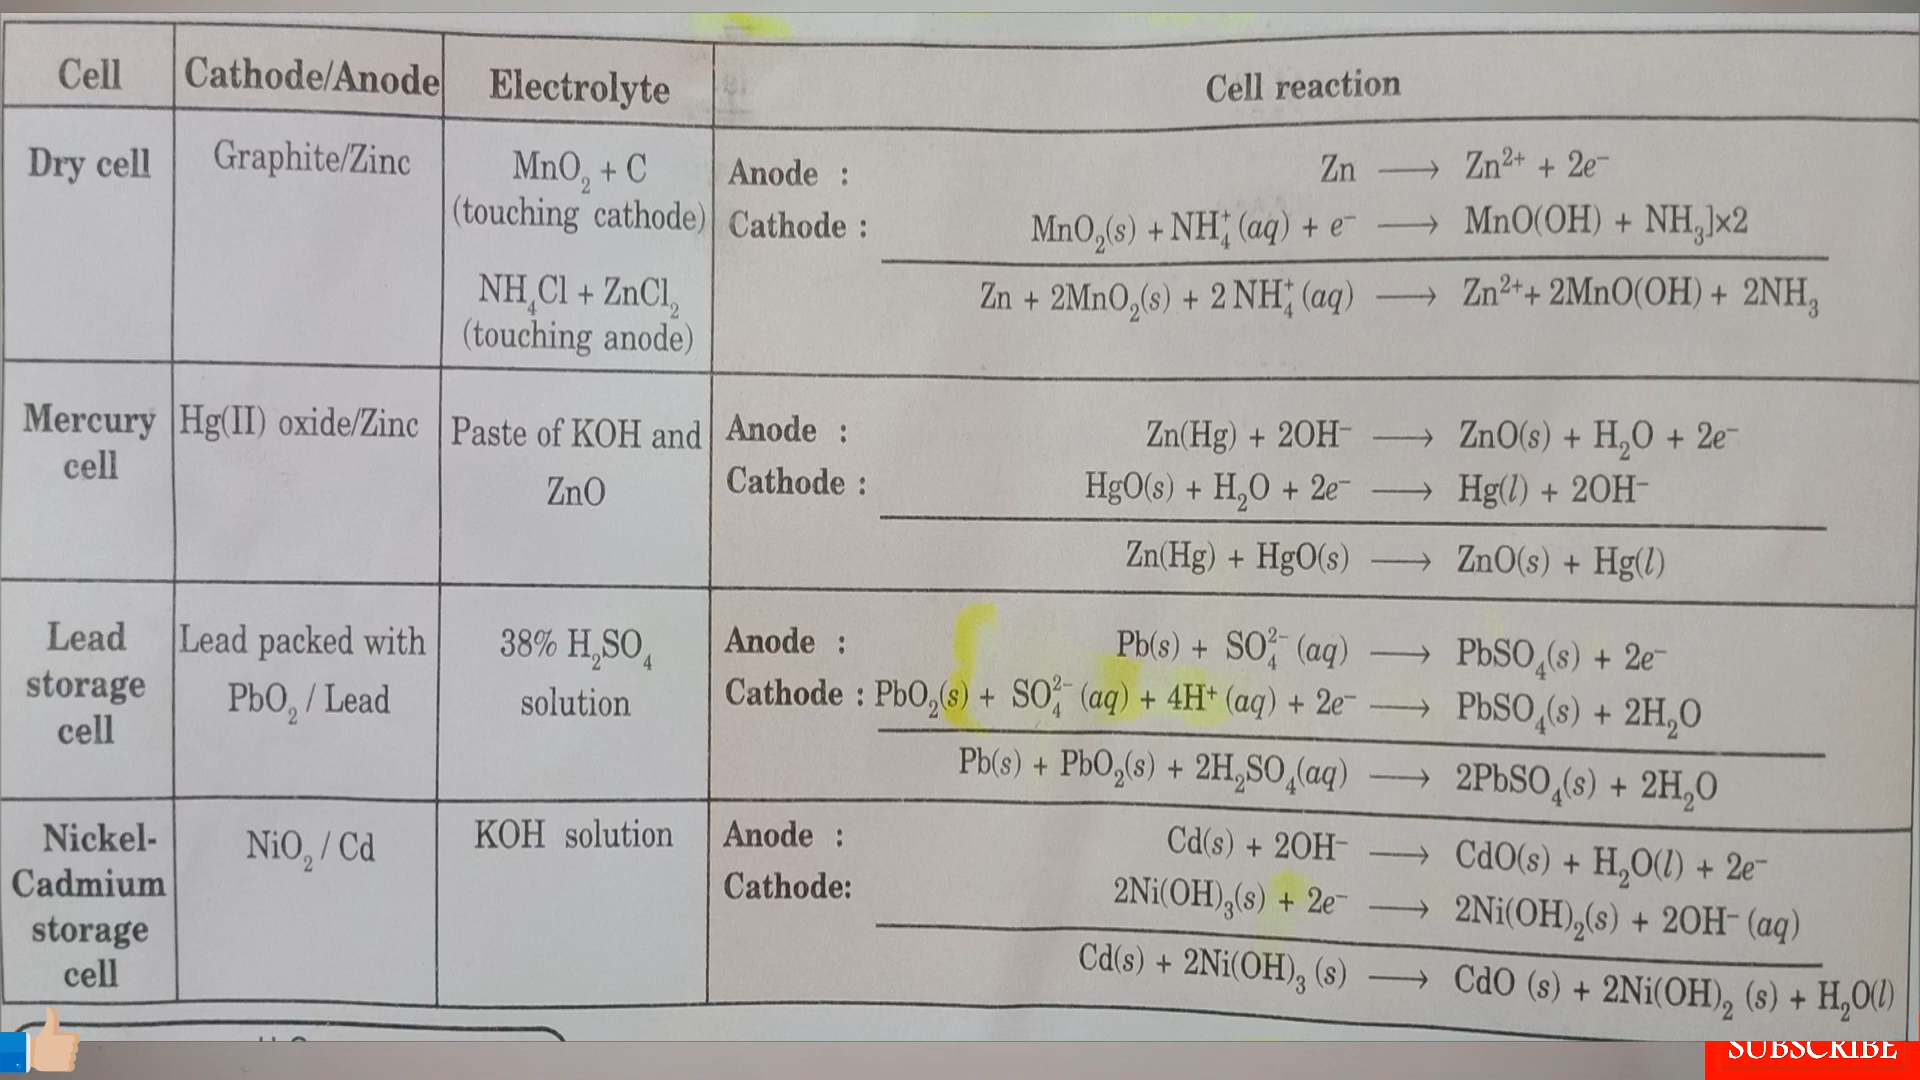 Cell Cathode/Anode Electrolyte Cell reaction
Dry cell
Graphite/Zinc
MnO₂ + C
(touching cathode)
NH₄Cl + ZnCl₂
(touching anode)
Anode : Zn ⟶ Zn²⁺ + 2e⁻
Cathode : MnO₂(s) + NH₄⁺ (aq) + e⁻ ⟶ MnO(OH) + NH₃]×2
Zn + 2MnO₂(s) + 2 NH₄⁺ (aq) ⟶ Zn²⁺ + 2MnO(OH) + 2NH₃
Mercury
cell
Hg(II) oxide/Zinc
Paste of KOH and
ZnO
Anode : Zn(Hg) + 2OH⁻ ⟶ ZnO(s) + H₂O + 2e⁻
Cathode : HgO(s) + H₂O + 2e⁻ ⟶ Hg(l) + 2OH⁻
Zn(Hg) + HgO(s) ⟶ ZnO(s) + Hg(l)
Lead
storage
cell
Lead packed with
PbO₂ / Lead
38% H₂SO₄
solution
Anode : Pb(s) + SO₄²⁻ (aq) ⟶ PbSO₄(s) + 2e⁻
Cathode : PbO₂(s) + SO₄²⁻ (aq) + 4H⁺ (aq) + 2e⁻ ⟶ PbSO₄(s) + 2H₂O
Pb(s) + PbO₂(s) + 2H₂SO₄(aq) ⟶ 2PbSO₄(s) + 2H₂O
Nickel-
Cadmium
storage
cell
NiO₂ / Cd
KOH solution
Anode : Cd(s) + 2OH⁻ ⟶ CdO(s) + H₂O(l) + 2e⁻
Cathode: 2Ni(OH)₃(s) + 2e⁻ ⟶ 2Ni(OH)₂(s) + 2OH⁻ (aq)
Cd(s) + 2Ni(OH)₃ (s) ⟶ CdO (s) + 2Ni(OH)₂ (s) + H₂O(l)
SUBSCRIBE